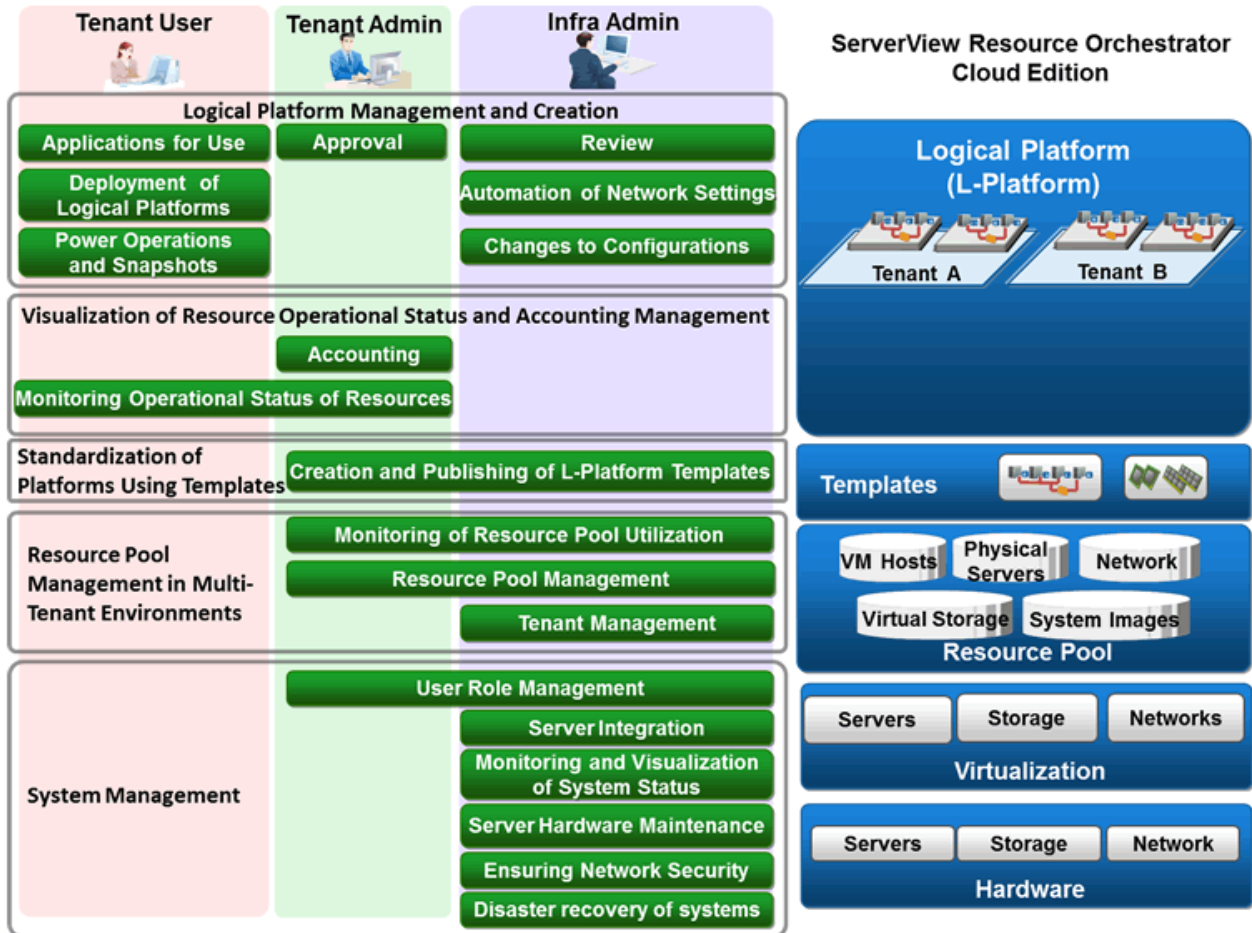 Tenant User
Tenant Admin
Infra Admin
ServerView Resource Orchestrator
Cloud Edition
Logical Platform Management and Creation
Applications for Use
Approval
Review
Deployment of
Logical Platforms
Automation of Network Settings
Power Operations
and Snapshots
Changes to Configurations
Logical Platform
(L-Platform)
Tenant A
Tenant B
Visualization of Resource Operational Status and Accounting Management
Accounting
Monitoring Operational Status of Resources
Standardization of
Platforms Using Templates
Creation and Publishing of L-Platform Templates
Templates
Resource Pool
Management in Multi-
Tenant Environments
Monitoring of Resource Pool Utilization
Resource Pool Management
Tenant Management
VM Hosts
Physical
Servers
Network
Virtual Storage
System Images
Resource Pool
System Management
User Role Management
Server Integration
Monitoring and Visualization
of System Status
Server Hardware Maintenance
Ensuring Network Security
Disaster recovery of systems
Servers
Storage
Networks
Virtualization
Servers
Storage
Network
Hardware